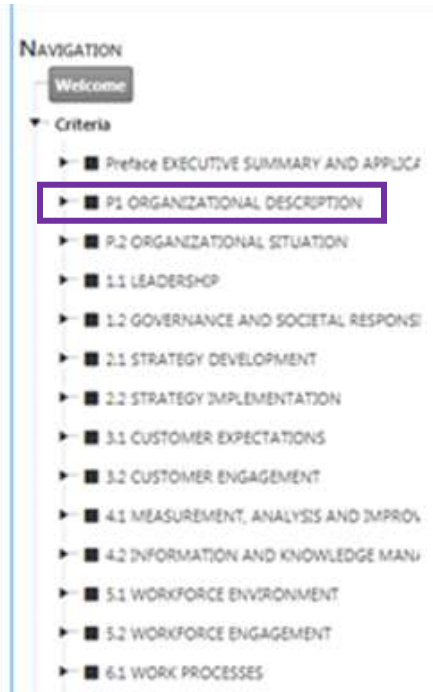 NAVIGATION
Welcome
Criteria
Preface EXECUTIVE SUMMARY AND APPLICA
P1 ORGANIZATIONAL DESCRIPTION
P.2 ORGANIZATIONAL SITUATION
1.1 LEADERSHIP
1.2 GOVERNANCE AND SOCIETAL RESPONSI
2.1 STRATEGY DEVELOPMENT
2.2 STRATEGY IMPLEMENTATION
3.1 CUSTOMER EXPECTATIONS
3.2 CUSTOMER ENGAGEMENT
4.1 MEASUREMENT, ANALYSIS AND IMPROV
4.2 INFORMATION AND KNOWLEDGE MANA
5.1 WORKFORCE ENVIRONMENT
5.2 WORKFORCE ENGAGEMENT
6.1 WORK PROCESSES